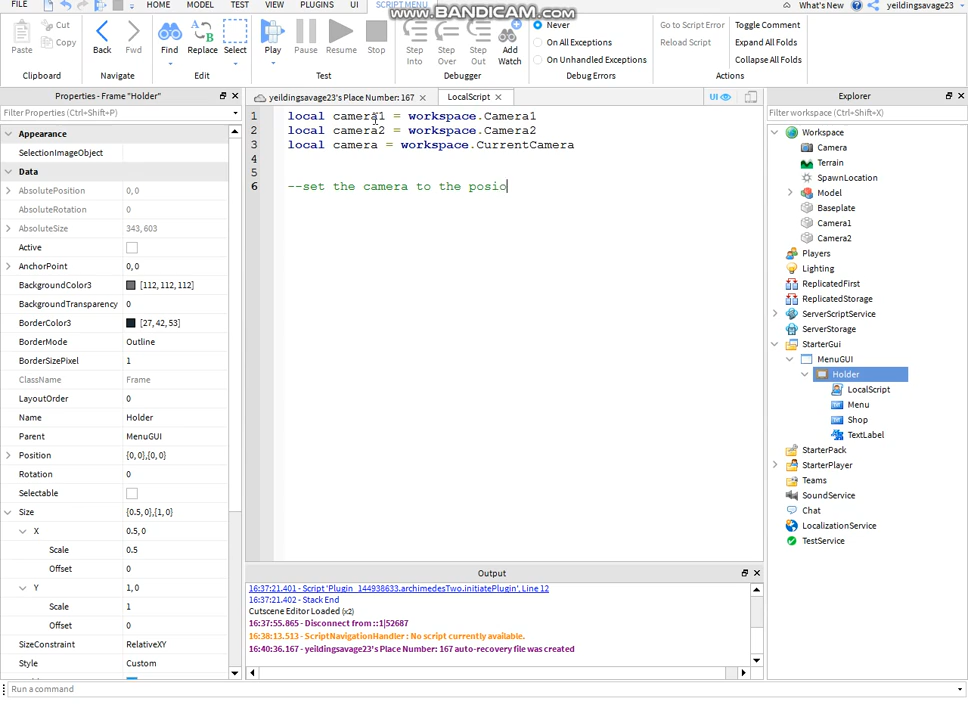 FILE HOME MODEL TEST VIEW PLUGINS UI SCRIPT MENU What's New yeildingsavage23
www.BANDICAM.com
Paste Cut Copy Back Fwd Find Replace Select Play Pause Resume Stop Step Into Step Over Step Out Add Watch Never On All Exceptions On Unhandled Exceptions Go to Script Error Reload Script Toggle Comment Expand All Folds Collapse All Folds
Clipboard Navigate Edit Test Debugger Debug Errors Actions
Properties - Frame "Holder"
Filter Properties (Ctrl+Shift+P)
Appearance
SelectionImageObject
Data
AbsolutePosition 0, 0
AbsoluteRotation 0
AbsoluteSize 343, 603
Active
AnchorPoint 0, 0
BackgroundColor3 [112, 112, 112]
BackgroundTransparency 0
BorderColor3 [27, 42, 53]
BorderMode Outline
BorderSizePixel 1
ClassName Frame
LayoutOrder 0
Name Holder
Parent MenuGUI
Position {0, 0},{0, 0}
Rotation 0
Selectable
Size {0.5, 0},{1, 0}
X 0.5, 0
Scale 0.5
Offset 0
Y 1, 0
Scale 1
Offset 0
SizeConstraint RelativeXY
Style Custom
yeildingsavage23's Place Number: 167 LocalScript UI
1 local camera1 = workspace.Camera1
2 local camera2 = workspace.Camera2
3 local camera = workspace.CurrentCamera
4
5
6 --set the camera to the posio
Output
Script 'Plugin_144938633.archimedesTwo.initiatePlugin', Line 12
16:37:21.402 - Stack End
Cutscene Editor Loaded (x2)
16:37:55.865 - Disconnect from ::1|52687
16:38:13.513 - ScriptNavigationHandler : No script currently available.
16:40:36.167 - yeildingsavage23's Place Number: 167 auto-recovery file was created
Explorer
Filter workspace (Ctrl+Shift+X)
Workspace
Camera
Terrain
SpawnLocation
Model
Baseplate
Camera1
Camera2
Players
Lighting
ReplicatedFirst
ReplicatedStorage
ServerScriptService
ServerStorage
StarterGui
MenuGUI
Holder
LocalScript
Menu
Shop
TextLabel
StarterPack
StarterPlayer
Teams
SoundService
Chat
LocalizationService
TestService
Run a command